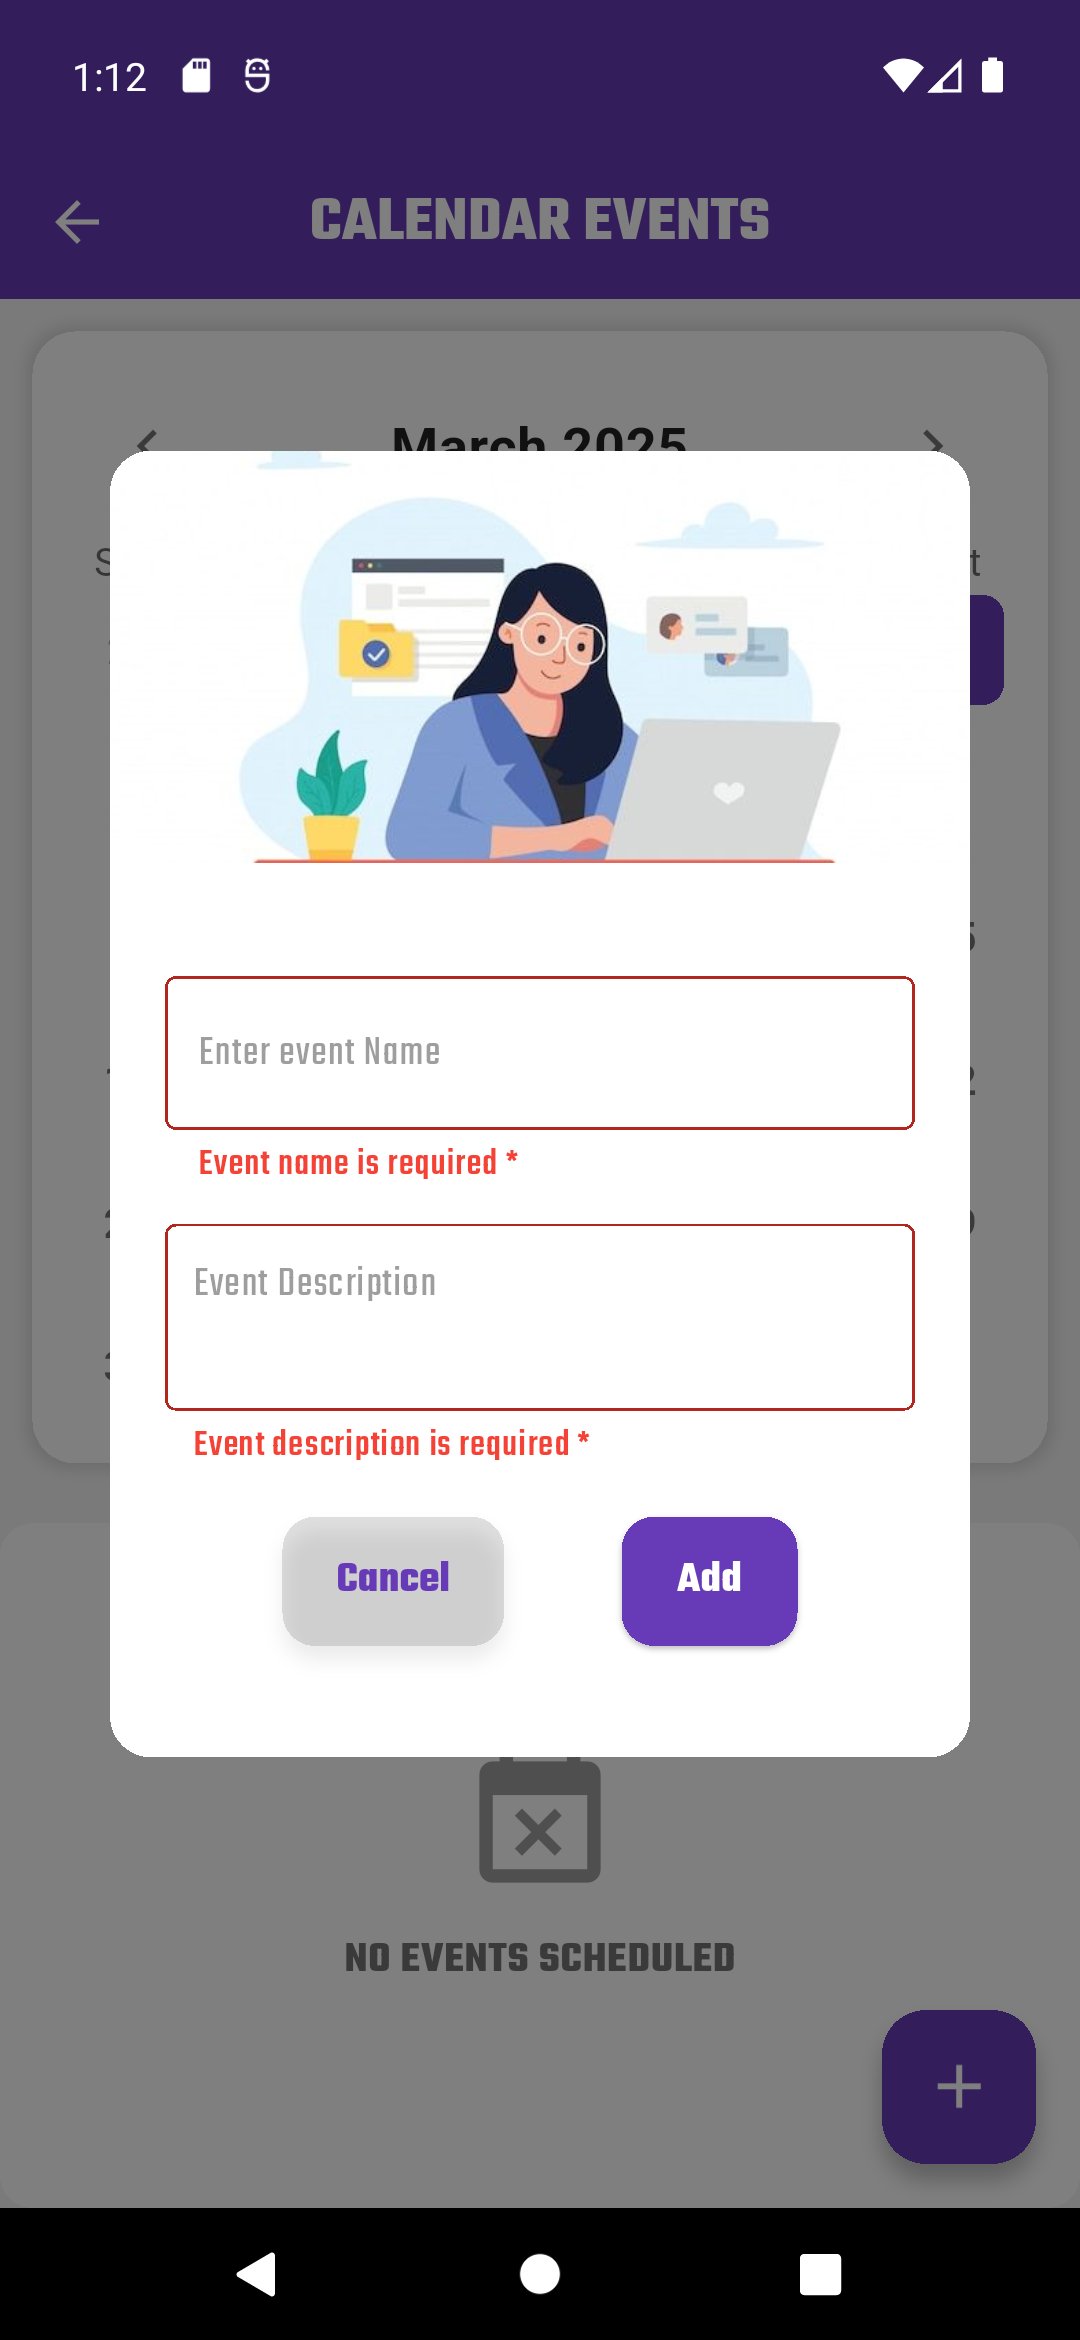 1:12
CALENDAR EVENTS
March 2025
Enter event Name
Event name is required *
Event Description
Event description is required *
Cancel
Add
NO EVENTS SCHEDULED